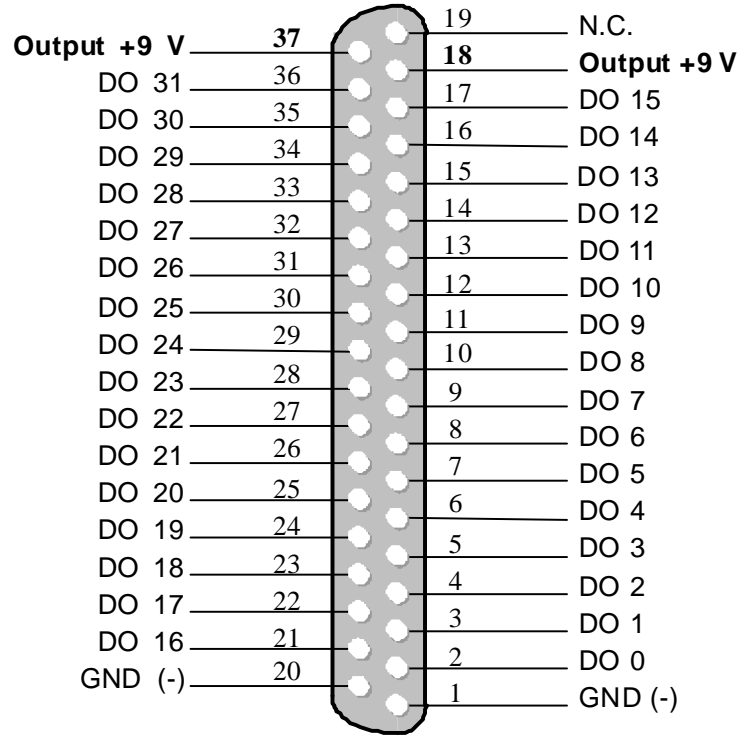 Output +9 V 37
DO 31 36
DO 30 35
DO 29 34
DO 28 33
DO 27 32
DO 26 31
DO 25 30
DO 24 29
DO 23 28
DO 22 27
DO 21 26
DO 20 25
DO 19 24
DO 18 23
DO 17 22
DO 16 21
GND (-) 20
19 N.C.
18 Output +9 V
17 DO 15
16 DO 14
15 DO 13
14 DO 12
13 DO 11
12 DO 10
11 DO 9
10 DO 8
9 DO 7
8 DO 6
7 DO 5
6 DO 4
5 DO 3
4 DO 2
3 DO 1
2 DO 0
1 GND (-)